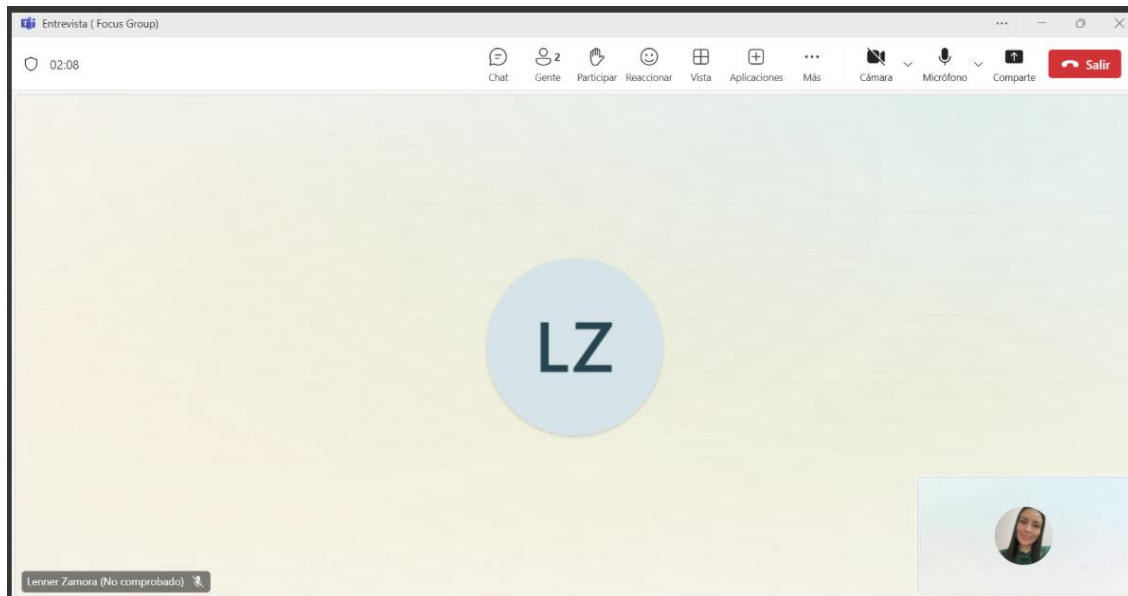 Entrevista ( Focus Group)
02:08
2
Chat Gente Participar Reaccionar Vista Aplicaciones Más Cámara Micrófono Comparte Salir
LZ
Lenner Zamora (No comprobado)